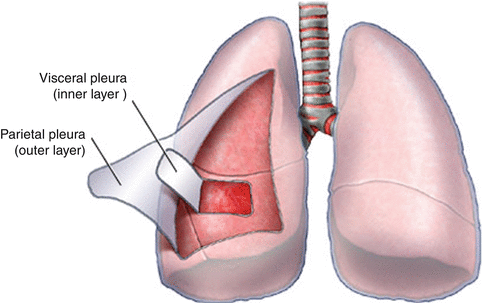 Visceral pleura
(inner layer )
Parietal pleura
(outer layer)